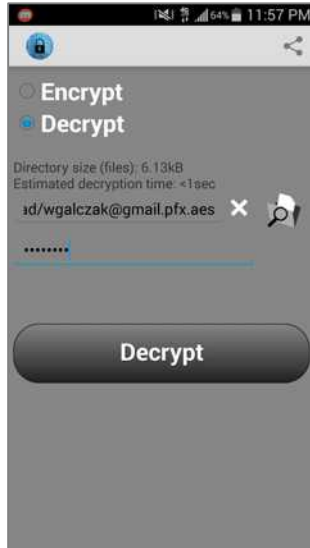 64% 11:57 PM
Encrypt
Decrypt
Directory size (files): 6.13kB
Estimated decryption time: <1sec
ad/wgalczak@gmail.pfx.aes
••••••••
Decrypt